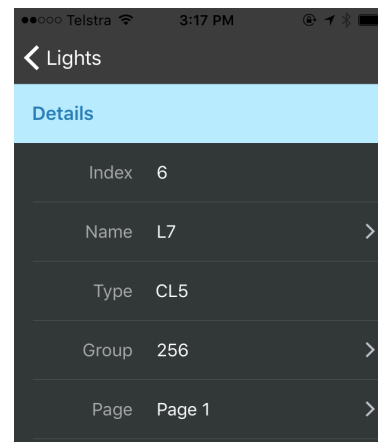 Telstra 3:17 PM
Lights
Details
Index 6
Name L7
Type CL5
Group 256
Page Page 1